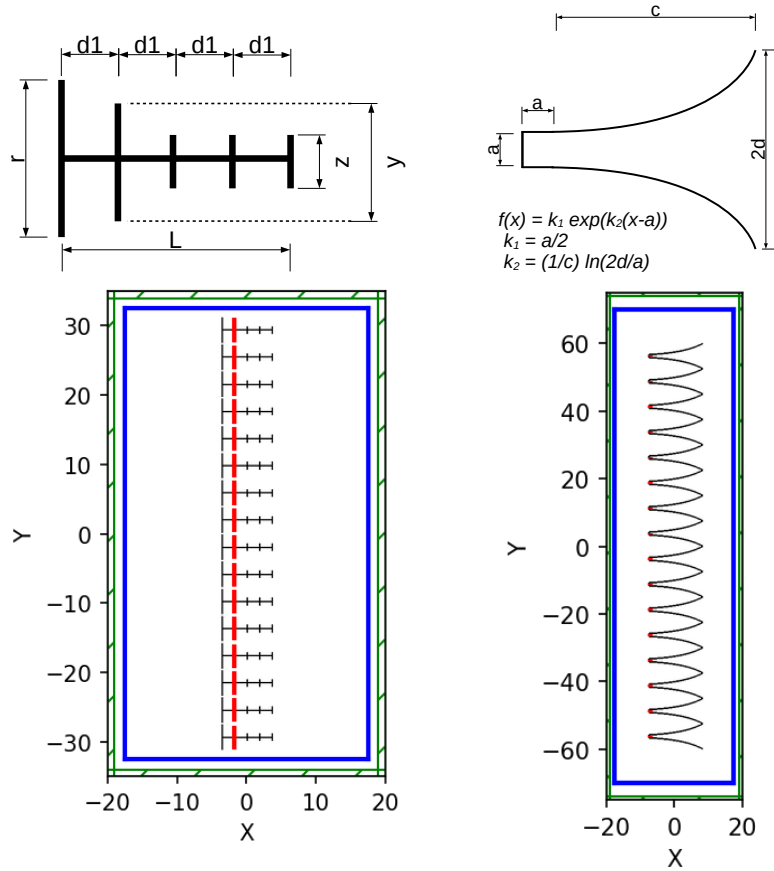 d1 d1 d1 d1
r
z
y
L
c
a
a
2d
f(x) = k₁ exp(k₂(x-a))
k₁ = a/2
k₂ = (1/c) ln(2d/a)
30
20
10
0
−10
−20
−30
Y
−20 −10 0 10 20
X
60
40
20
0
−20
−40
−60
Y
−20 0 20
X